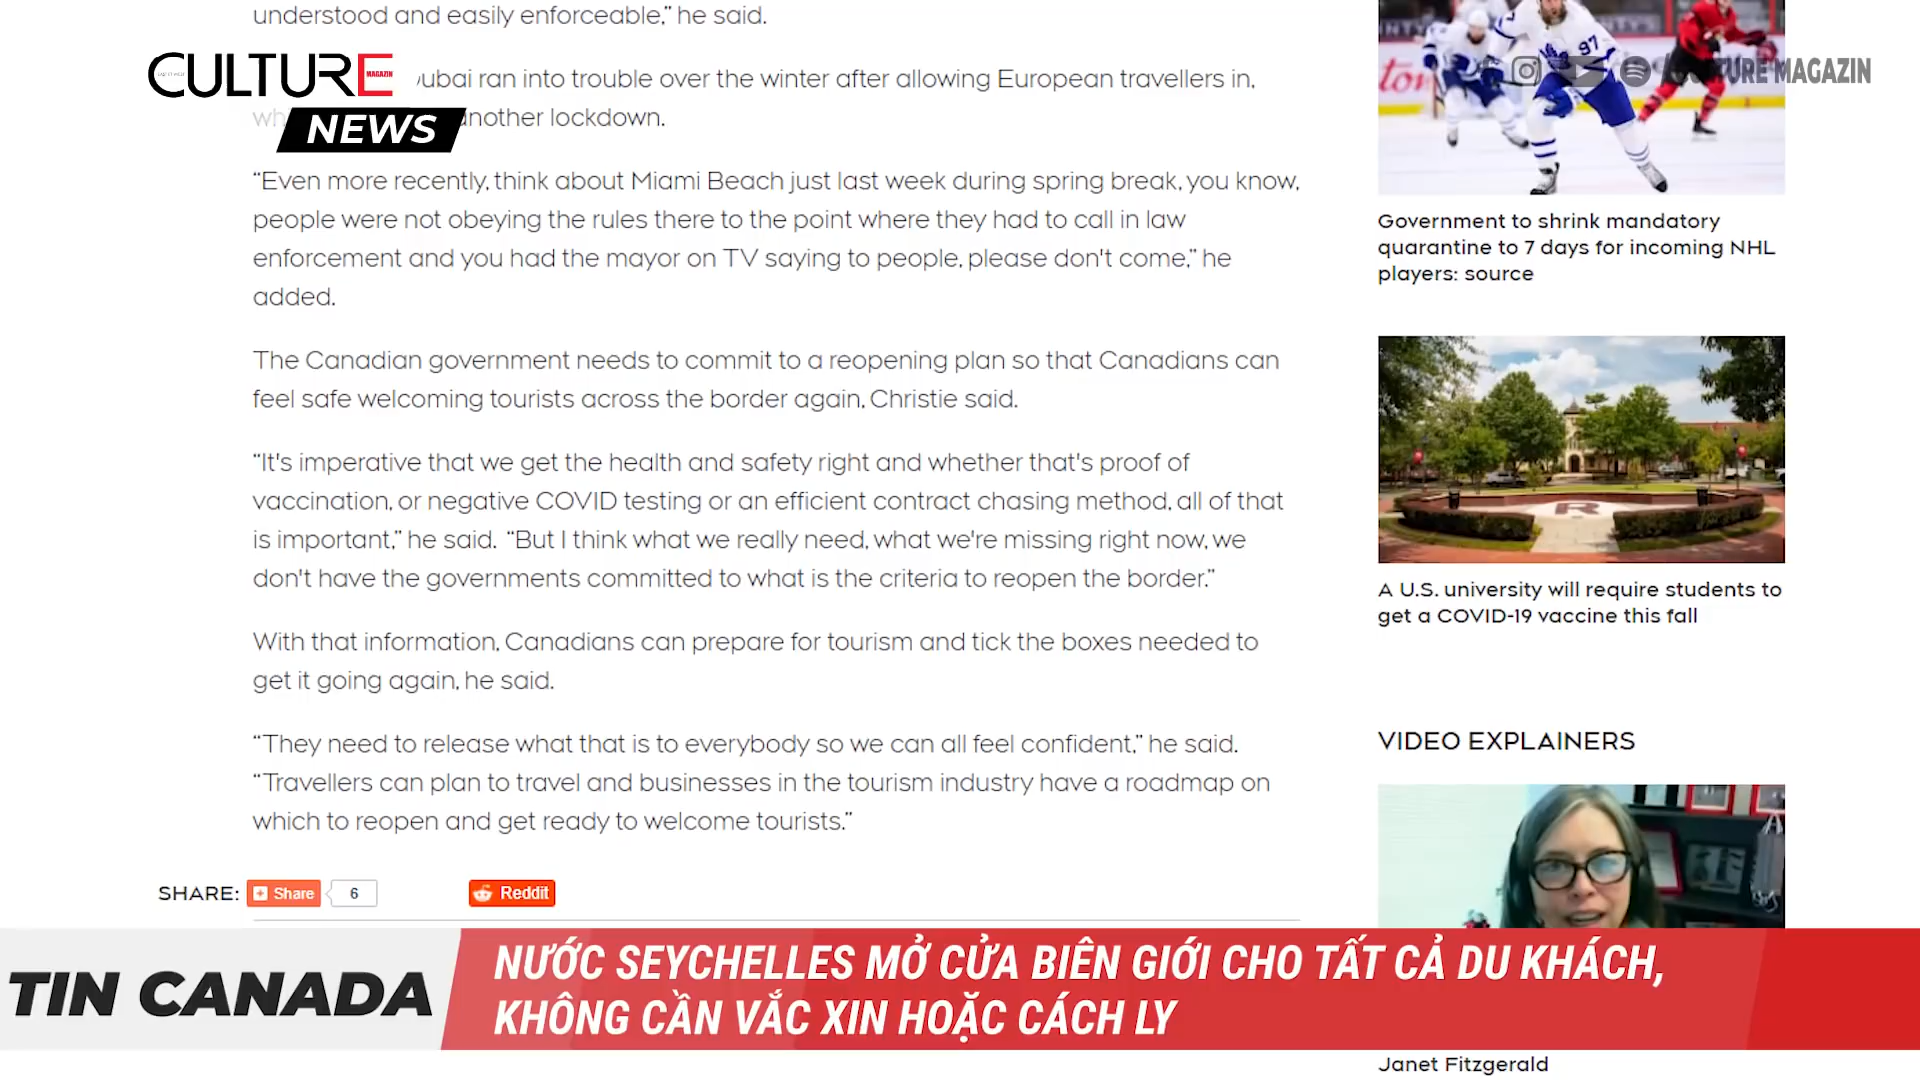 understood and easily enforceable,” he said.
CULTURE
MAGAZIN
ubai ran into trouble over the winter after allowing European travellers in,
NEWS
another lockdown.
“Even more recently, think about Miami Beach just last week during spring break, you know,
people were not obeying the rules there to the point where they had to call in law
enforcement and you had the mayor on TV saying to people, please don't come,” he
added.
The Canadian government needs to commit to a reopening plan so that Canadians can
feel safe welcoming tourists across the border again, Christie said.
“It's imperative that we get the health and safety right and whether that's proof of
vaccination, or negative COVID testing or an efficient contract chasing method, all of that
is important,” he said. “But I think what we really need, what we're missing right now, we
don't have the governments committed to what is the criteria to reopen the border.”
With that information, Canadians can prepare for tourism and tick the boxes needed to
get it going again, he said.
“They need to release what that is to everybody so we can all feel confident,” he said.
“Travellers can plan to travel and businesses in the tourism industry have a roadmap on
which to reopen and get ready to welcome tourists.”
SHARE: Share 6 Reddit
97
MAGAZIN
Government to shrink mandatory
quarantine to 7 days for incoming NHL
players: source
R
A U.S. university will require students to
get a COVID-19 vaccine this fall
VIDEO EXPLAINERS
Janet Fitzgerald
TIN CANADA
NƯỚC SEYCHELLES MỞ CỬA BIÊN GIỚI CHO TẤT CẢ DU KHÁCH,
KHÔNG CẦN VẮC XIN HOẶC CÁCH LY